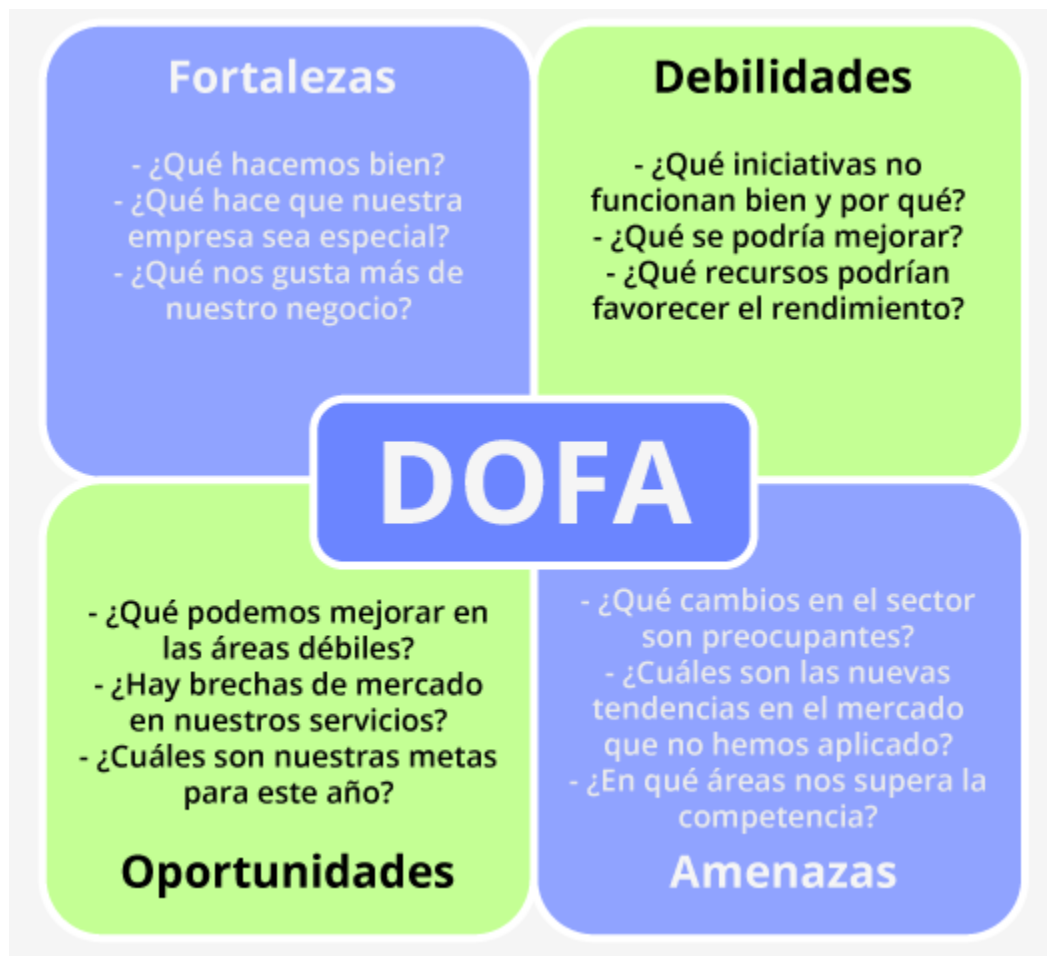 Fortalezas
- ¿Qué hacemos bien?
- ¿Qué hace que nuestra
empresa sea especial?
- ¿Qué nos gusta más de
nuestro negocio?
Debilidades
- ¿Qué iniciativas no
funcionan bien y por qué?
- ¿Qué se podría mejorar?
- ¿Qué recursos podrían
favorecer el rendimiento?
DOFA
- ¿Qué podemos mejorar en
las áreas débiles?
- ¿Hay brechas de mercado
en nuestros servicios?
- ¿Cuáles son nuestras metas
para este año?
Oportunidades
- ¿Qué cambios en el sector
son preocupantes?
- ¿Cuáles son las nuevas
tendencias en el mercado
que no hemos aplicado?
- ¿En qué áreas nos supera la
competencia?
Amenazas